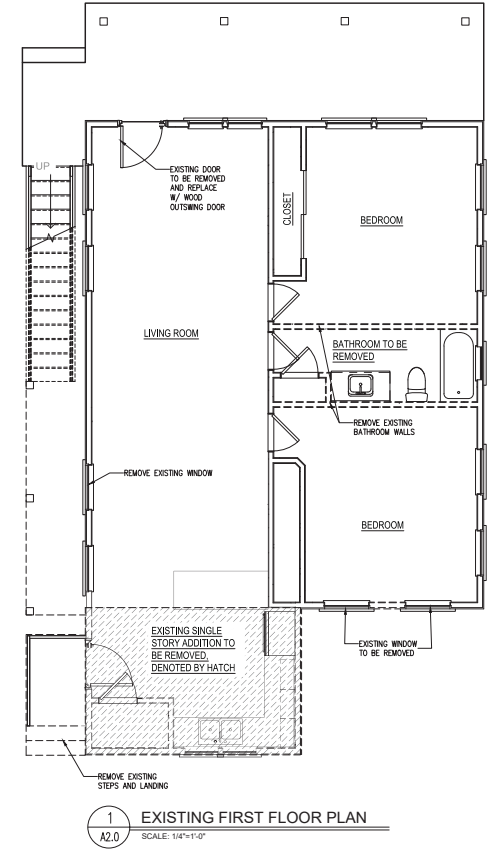 UP
EXISTING DOOR
TO BE REMOVED
AND REPLACE
W/ WOOD
OUTSWING DOOR
CLOSET
BEDROOM
LIVING ROOM
BATHROOM TO BE
REMOVED
REMOVE EXISTING
BATHROOM WALLS
REMOVE EXISTING WINDOW
BEDROOM
EXISTING SINGLE
STORY ADDITION TO
BE REMOVED,
DENOTED BY HATCH
EXISTING WINDOW
TO BE REMOVED
REMOVE EXISTING
STEPS AND LANDING
1
A2.0
EXISTING FIRST FLOOR PLAN
SCALE: 1/4"=1'-0"